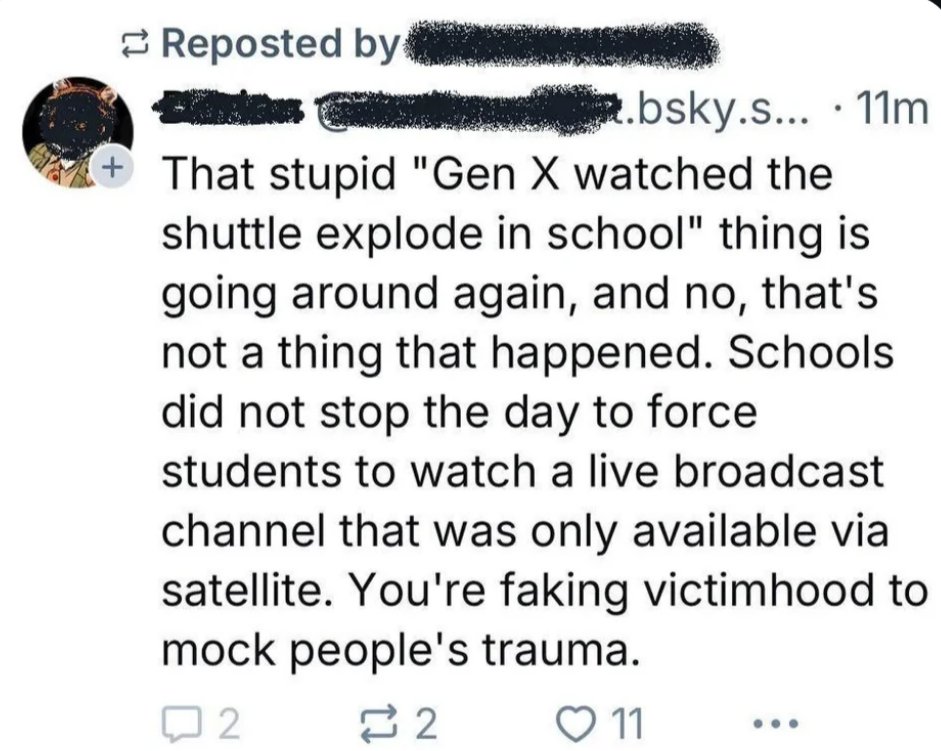 Reposted by
.bsky.s... · 11m
That stupid "Gen X watched the
shuttle explode in school" thing is
going around again, and no, that's
not a thing that happened. Schools
did not stop the day to force
students to watch a live broadcast
channel that was only available via
satellite. You're faking victimhood to
mock people's trauma.
2 2 11